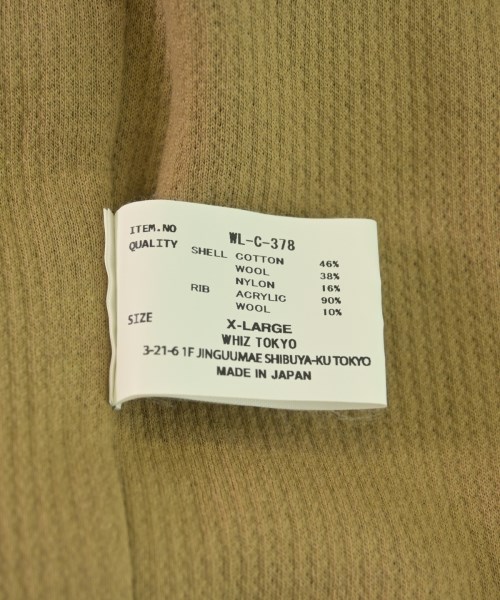 ITEM.NO WL-C-378
QUALITY SHELL COTTON 46%
WOOL 38%
NYLON 16%
RIB ACRYLIC 90%
WOOL 10%
SIZE X-LARGE
WHIZ TOKYO
3-21-6 1F JINGUUMAE SHIBUYA-KU TOKYO
MADE IN JAPAN